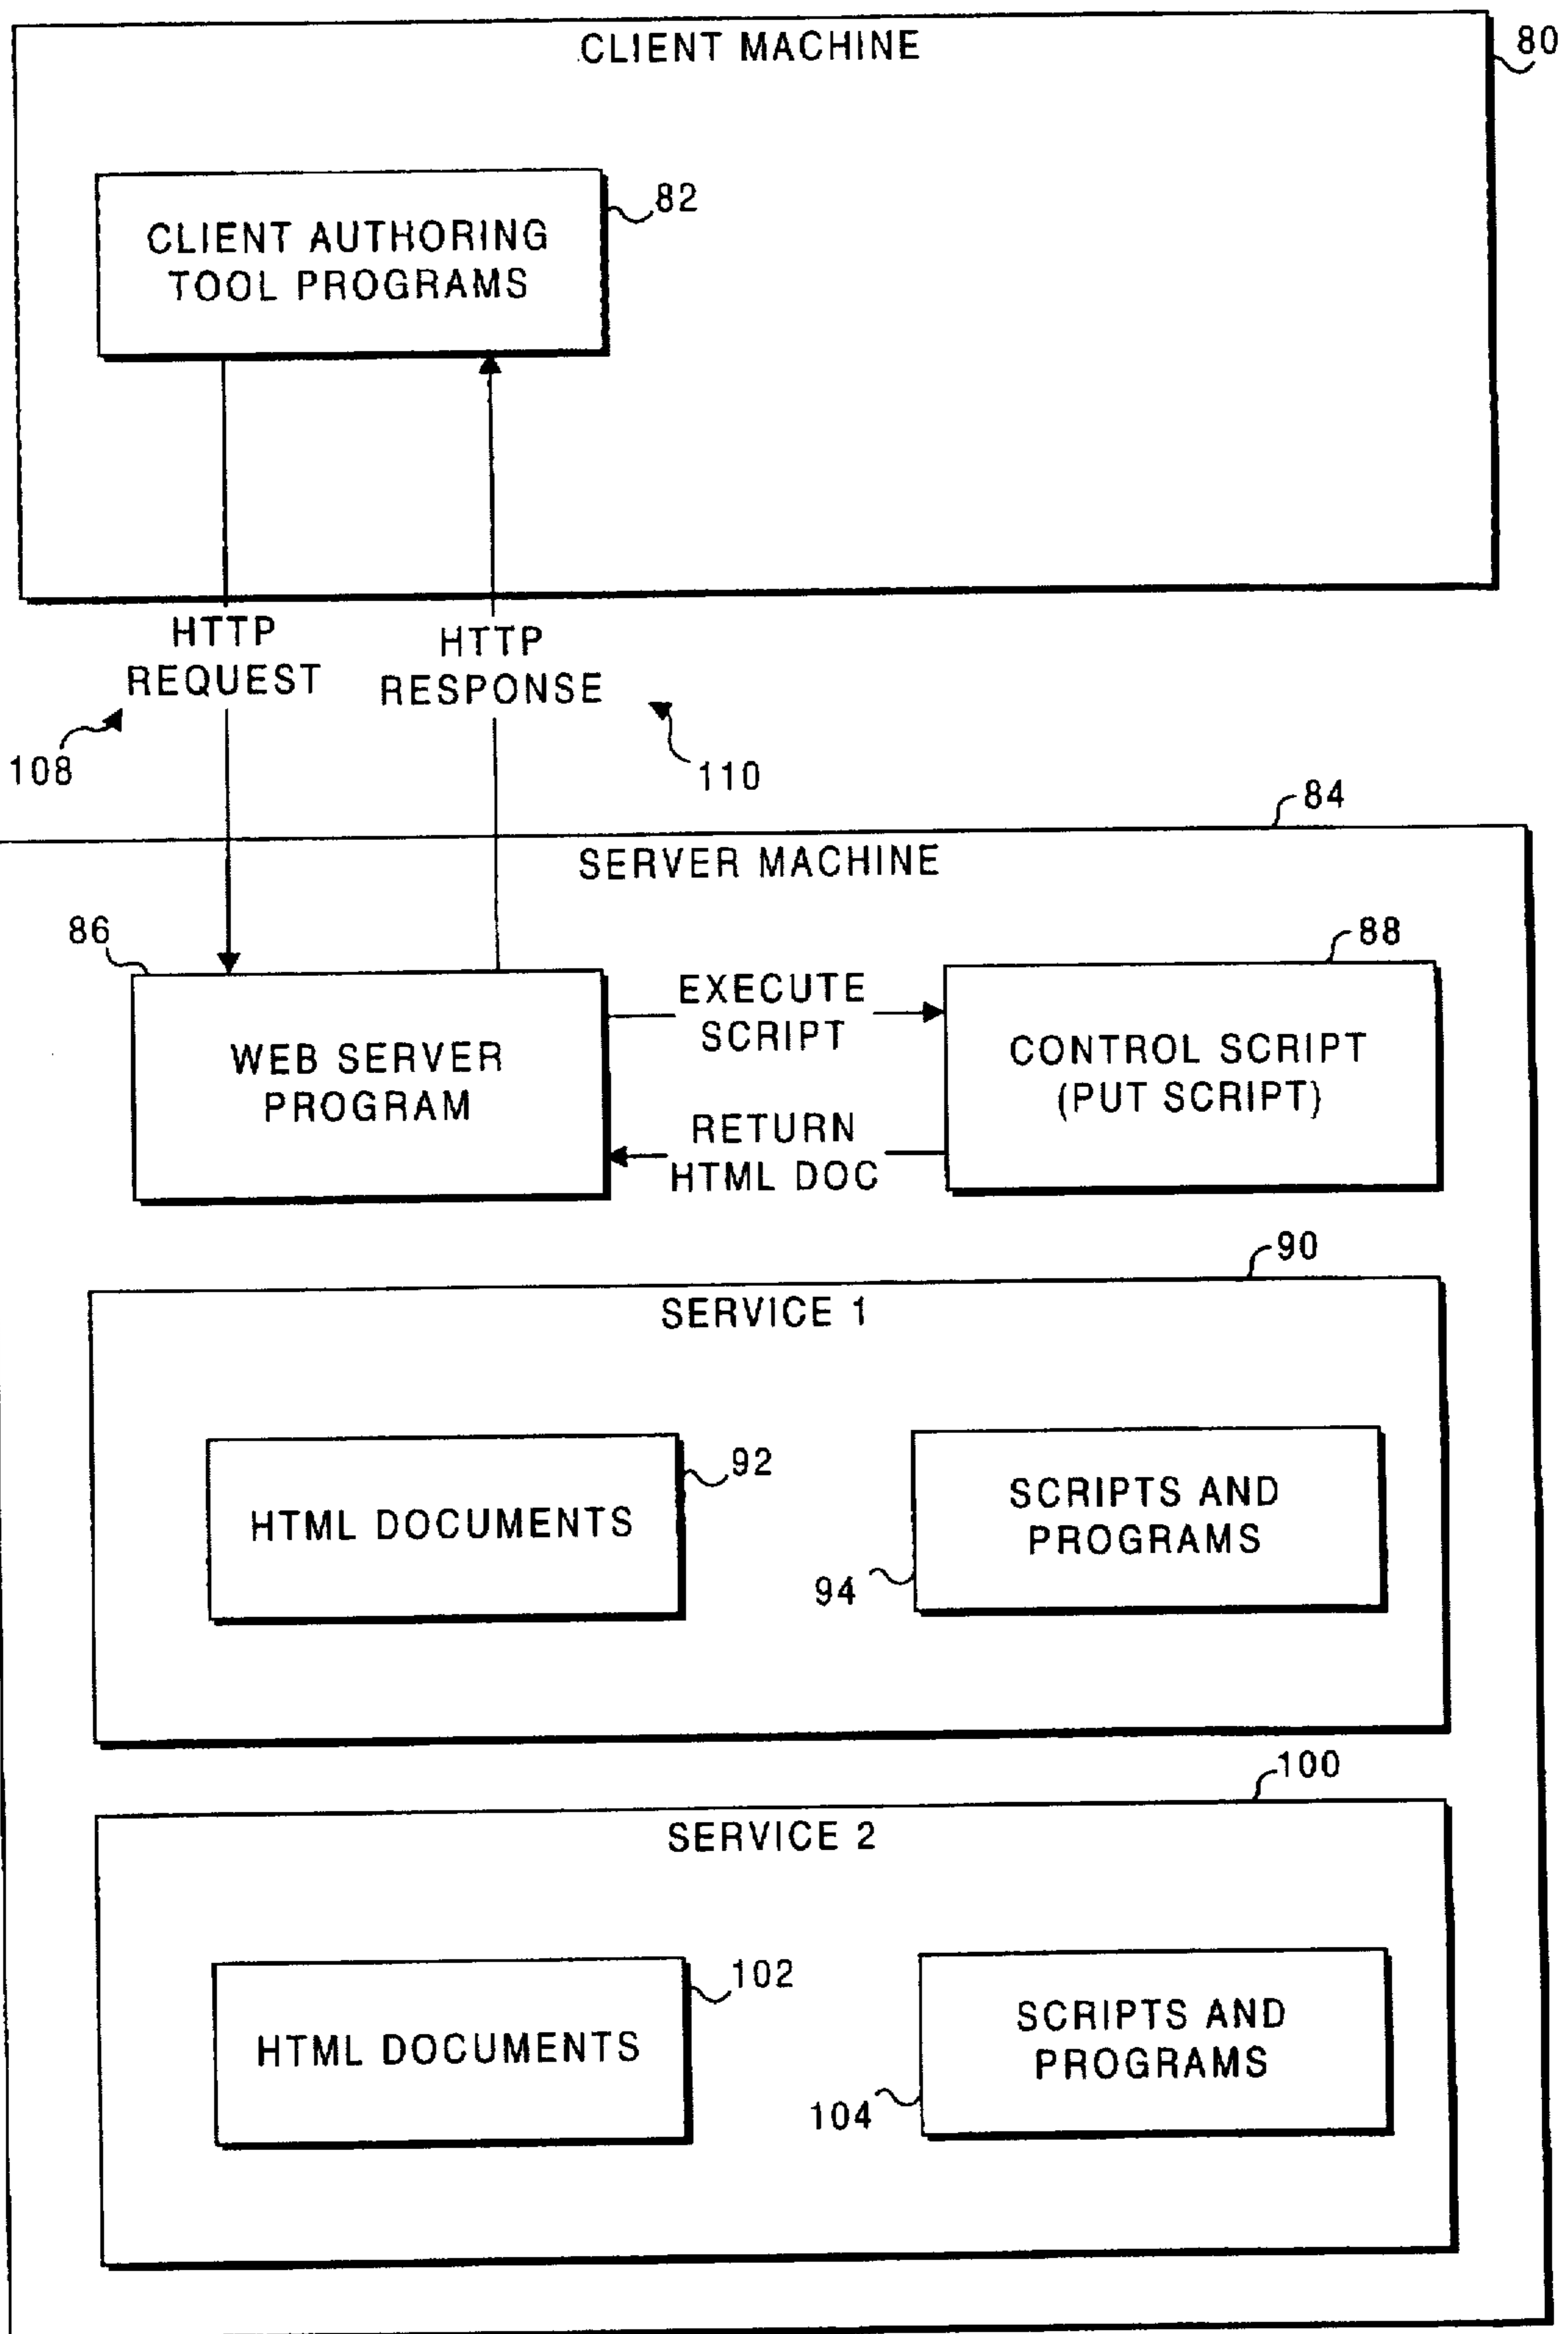 CLIENT MACHINE
80
82
CLIENT AUTHORING
TOOL PROGRAMS
HTTP
REQUEST
HTTP
RESPONSE
108
110
84
SERVER MACHINE
86
88
EXECUTE
SCRIPT
WEB SERVER
PROGRAM
CONTROL SCRIPT
(PUT SCRIPT)
RETURN
HTML DOC
90
SERVICE 1
92
HTML DOCUMENTS
SCRIPTS AND
PROGRAMS
94
100
SERVICE 2
102
HTML DOCUMENTS
SCRIPTS AND
PROGRAMS
104